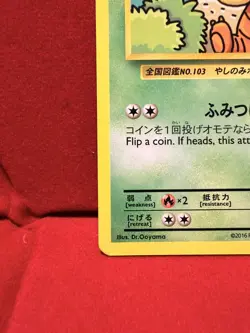 全国図鑑NO.103 やしのみ
ふみつ
コインを1回投げオモテなら
Flip a coin. If heads, this att
弱 点 ×2 抵抗力
[weakness] [resistance]
にげる
[retreat]
Illus. Dr.Ooyama ©2016